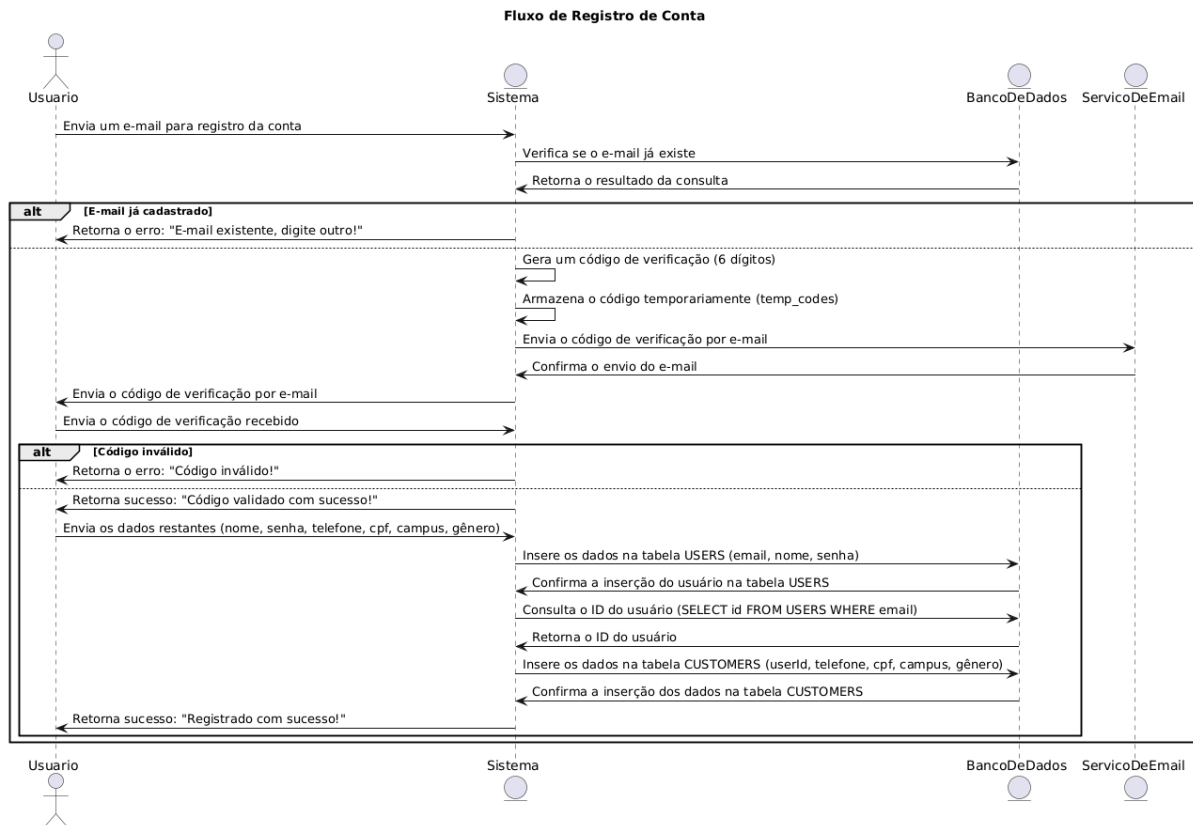 Fluxo de Registro de Conta
Usuario
Sistema
BancoDeDados
ServicoDeEmail
Envia um e-mail para registro da conta
Verifica se o e-mail já existe
Retorna o resultado da consulta
alt
[E-mail já cadastrado]
Retorna o erro: "E-mail existente, digite outro!"
Gera um código de verificação (6 dígitos)
Armazena o código temporariamente (temp_codes)
Envia o código de verificação por e-mail
Confirma o envio do e-mail
Envia o código de verificação por e-mail
Envia o código de verificação recebido
alt
[Código inválido]
Retorna o erro: "Código inválido!"
Retorna sucesso: "Código validado com sucesso!"
Envia os dados restantes (nome, senha, telefone, cpf, campus, gênero)
Insere os dados na tabela USERS (email, nome, senha)
Confirma a inserção do usuário na tabela USERS
Consulta o ID do usuário (SELECT id FROM USERS WHERE email)
Retorna o ID do usuário
Insere os dados na tabela CUSTOMERS (userId, telefone, cpf, campus, gênero)
Confirma a inserção dos dados na tabela CUSTOMERS
Retorna sucesso: "Registrado com sucesso!"
Usuario
Sistema
BancoDeDados
ServicoDeEmail